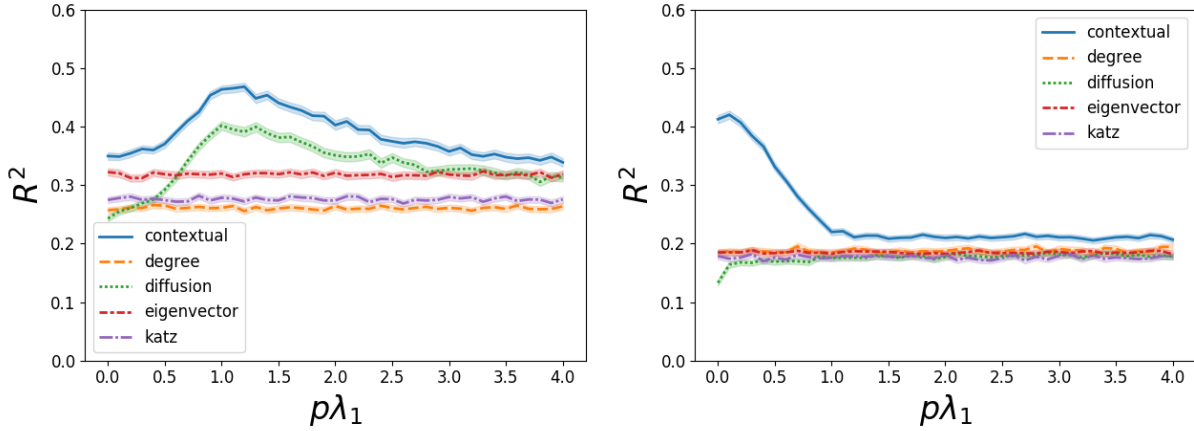 0.6
0.5
0.4
0.3
0.2
0.1
0.0
R²
contextual
degree
diffusion
eigenvector
katz
0.0 0.5 1.0 1.5 2.0 2.5 3.0 3.5 4.0
pλ₁
0.6
0.5
0.4
0.3
0.2
0.1
0.0
R²
contextual
degree
diffusion
eigenvector
katz
0.0 0.5 1.0 1.5 2.0 2.5 3.0 3.5 4.0
pλ₁